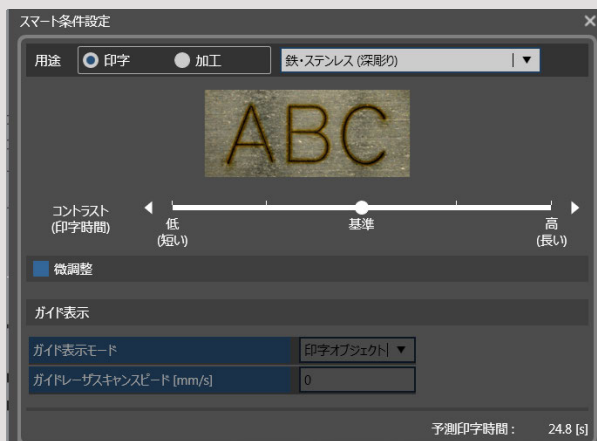 スマート条件設定
用途 印字 加工 鉄・ステンレス (深彫り)
ABC
コントラスト
(印字時間)
低
(短い)
基準
高
(長い)
微調整
ガイド表示
ガイド表示モード 印字オブジェクト
ガイドレーザスキャンスピード [mm/s] 0
予測印字時間 : 24.8 [s]